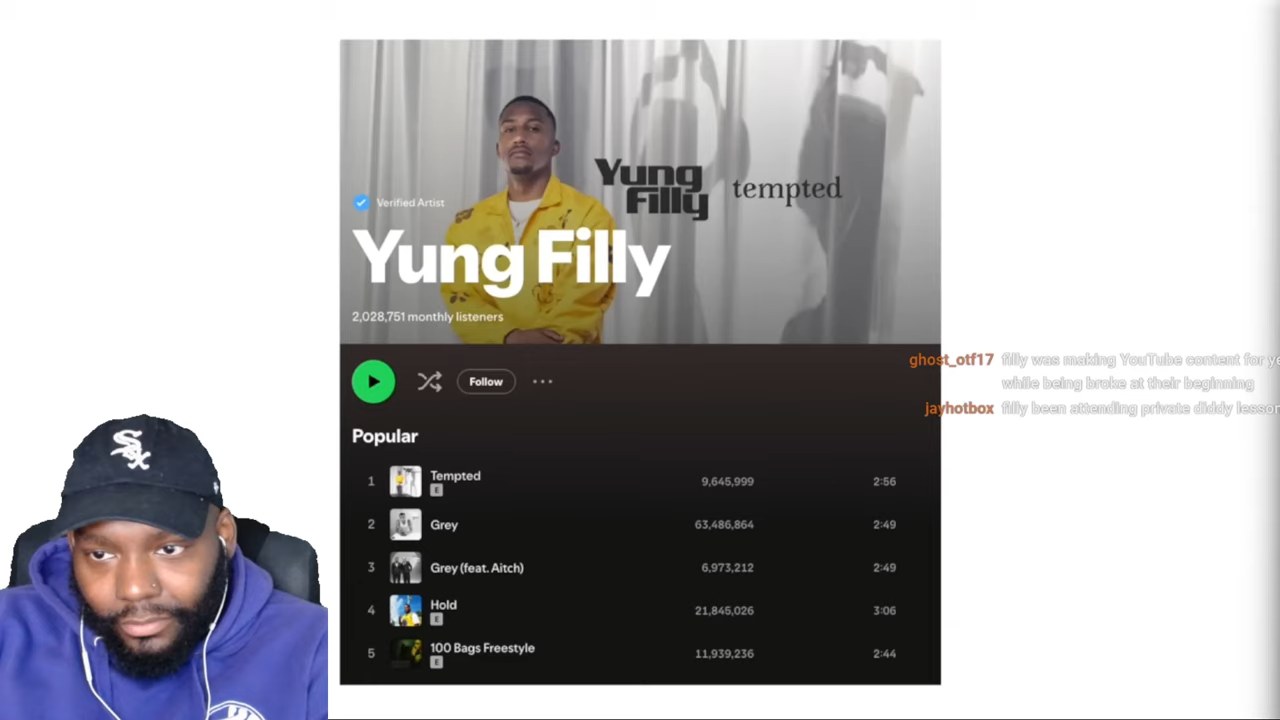 Yung
Filly
tempted
Verified Artist
Yung Filly
2,028,751 monthly listeners
Follow
Popular
1 Tempted 9,645,999 2:56
E
2 Grey 63,486,864 2:49
3 Grey (feat. Aitch) 6,973,212 2:49
4 Hold 21,845,026 3:06
E
5 100 Bags Freestyle 11,939,236 2:44
E
ghost_otf17 filly was making YouTube content for
while being broke at their beginning
jayhotbox filly been attending private diddy
Sox